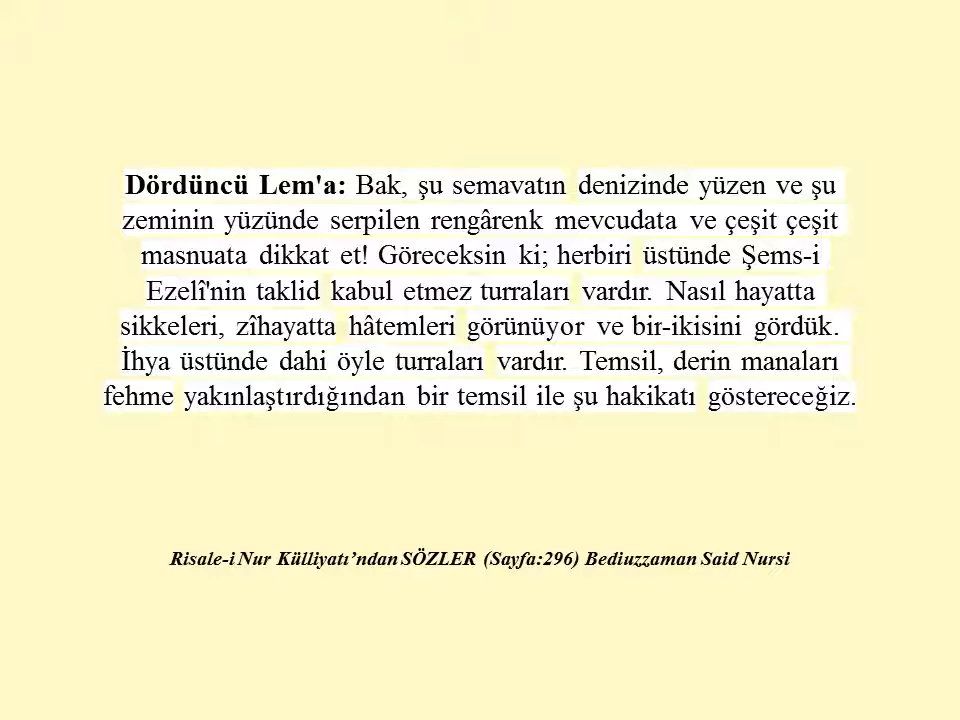 Dördüncü Lem'a: Bak, şu semavatın denizinde yüzen ve şu
zeminin yüzünde serpilen rengârenk mevcudata ve çeşit çeşit
masnuata dikkat et! Göreceksin ki; herbiri üstünde Şems-i
Ezelî'nin taklid kabul etmez turraları vardır. Nasıl hayatta
sikkeleri, zîhayatta hâtemleri görünüyor ve bir-ikisini gördük.
İhya üstünde dahi öyle turraları vardır. Temsil, derin manaları
fehme yakınlaştırdığından bir temsil ile şu hakikatı göstereceğiz.
Risale-i Nur Külliyatı’ndan SÖZLER (Sayfa:296) Bediuzzaman Said Nursi